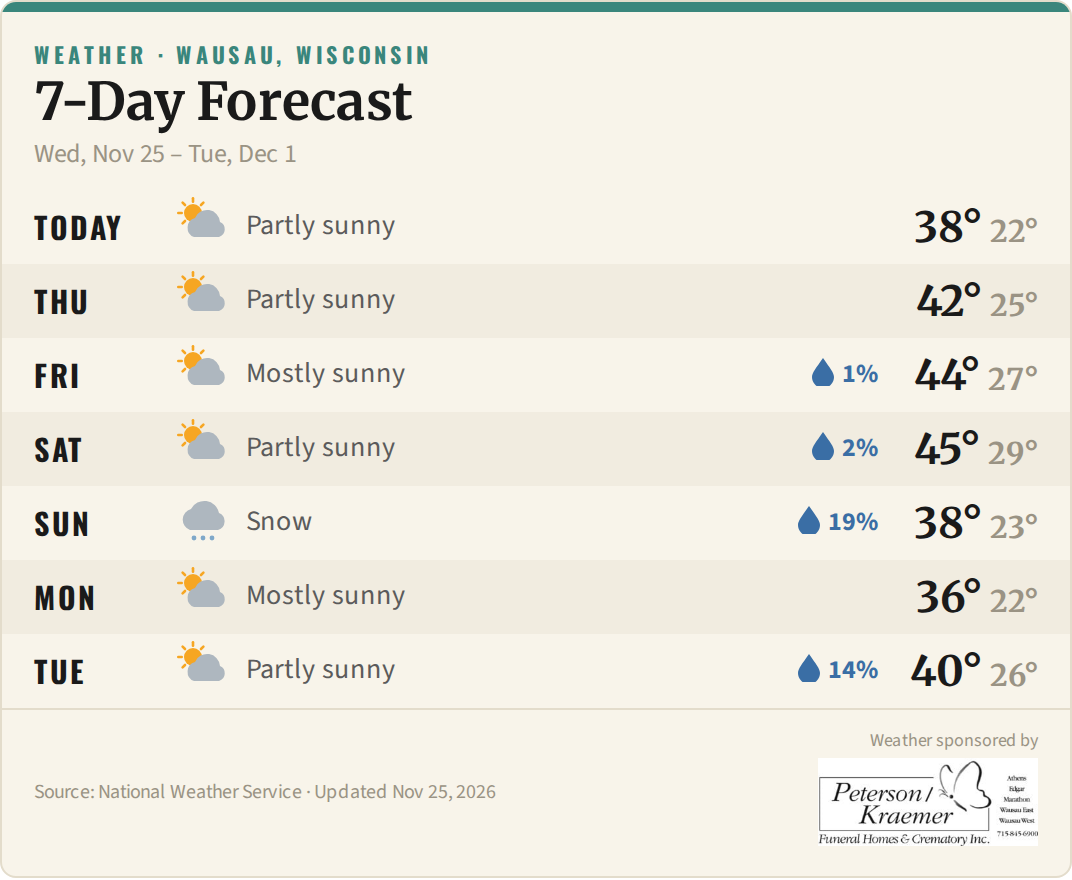 WEATHER · WAUSAU, WISCONSIN
7-Day Forecast
Wed, Nov 25 – Tue, Dec 1
TODAY Partly sunny 38° 22°
THU Partly sunny 42° 25°
FRI Mostly sunny 1% 44° 27°
SAT Partly sunny 2% 45° 29°
SUN Snow 19% 38° 23°
MON Mostly sunny 36° 22°
TUE Partly sunny 14% 40° 26°
Weather sponsored by
Source: National Weather Service · Updated Nov 25, 2026
Peterson/
Kraemer
Funeral Homes & Crematory Inc.
Athens
Edgar
Marathon
Wausau East
Wausau West
715-845-6900